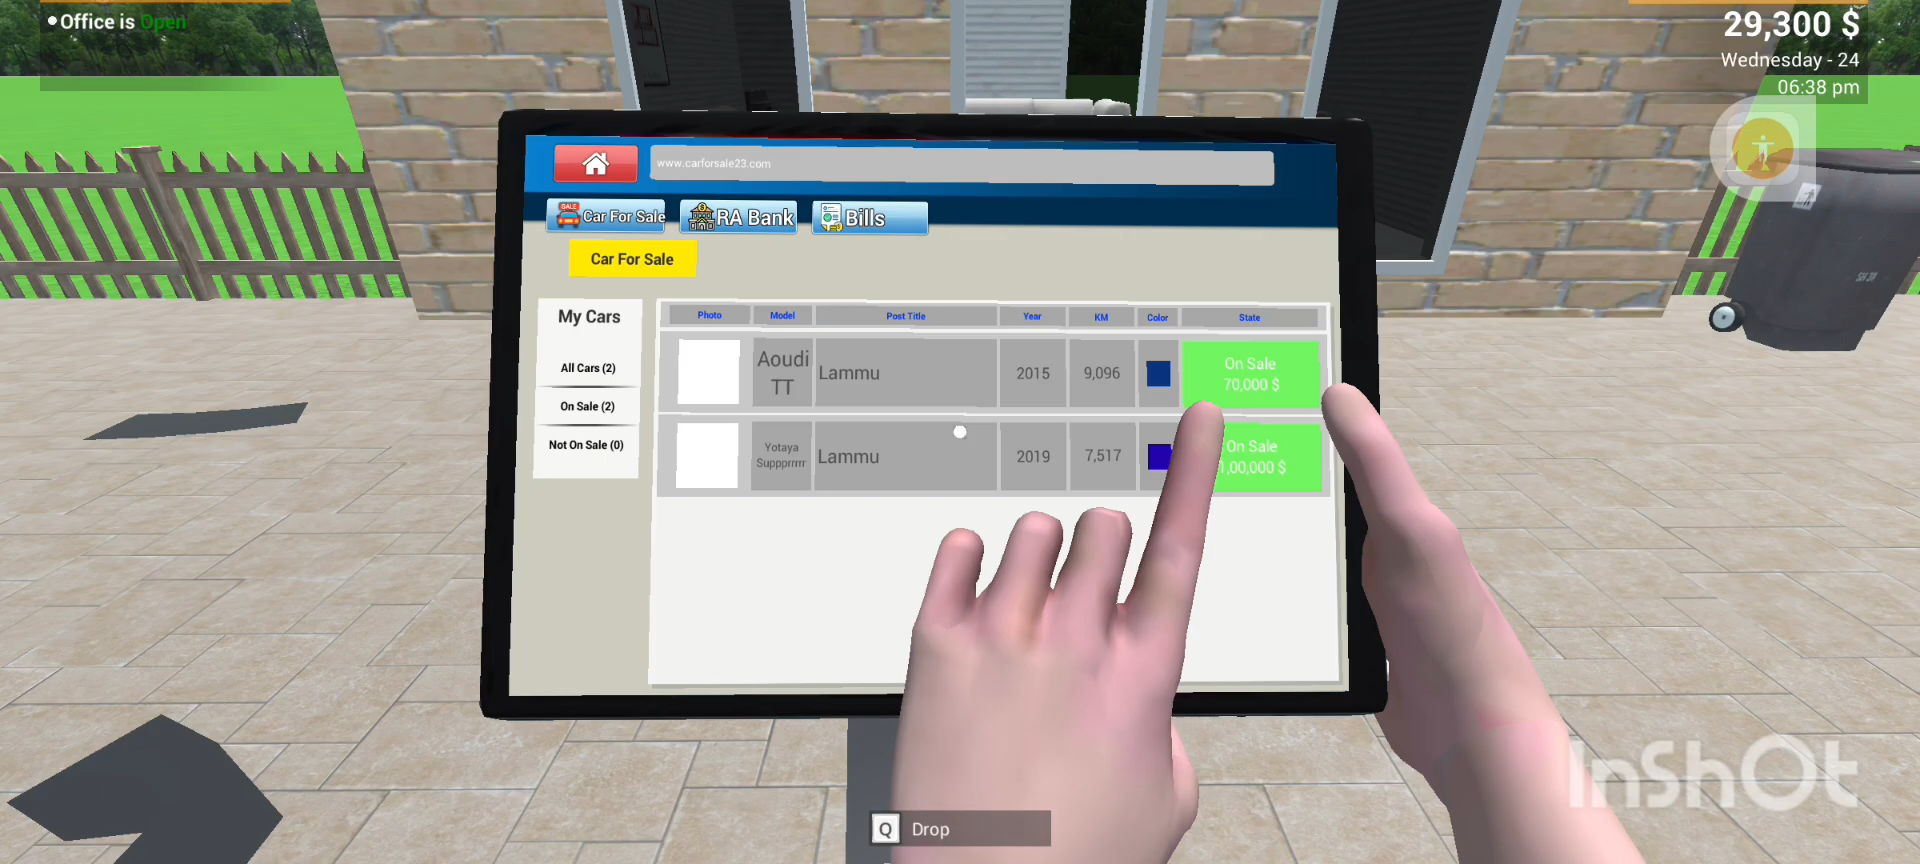 Office is Open
29,300 $
Wednesday - 24
06:38 pm
www.carforsale23.com
Car For Sale
RA Bank
Bills
Car For Sale
My Cars
All Cars (2)
On Sale (2)
Not On Sale (0)
Photo Model Post Title Year KM Color State
Aoudi
TT
Lammu 2015 9,096
On Sale
70,000 $
Yotaya
Supprrrrr
Lammu 2019 7,517
On Sale
1,00,000 $
Q Drop
InShOt